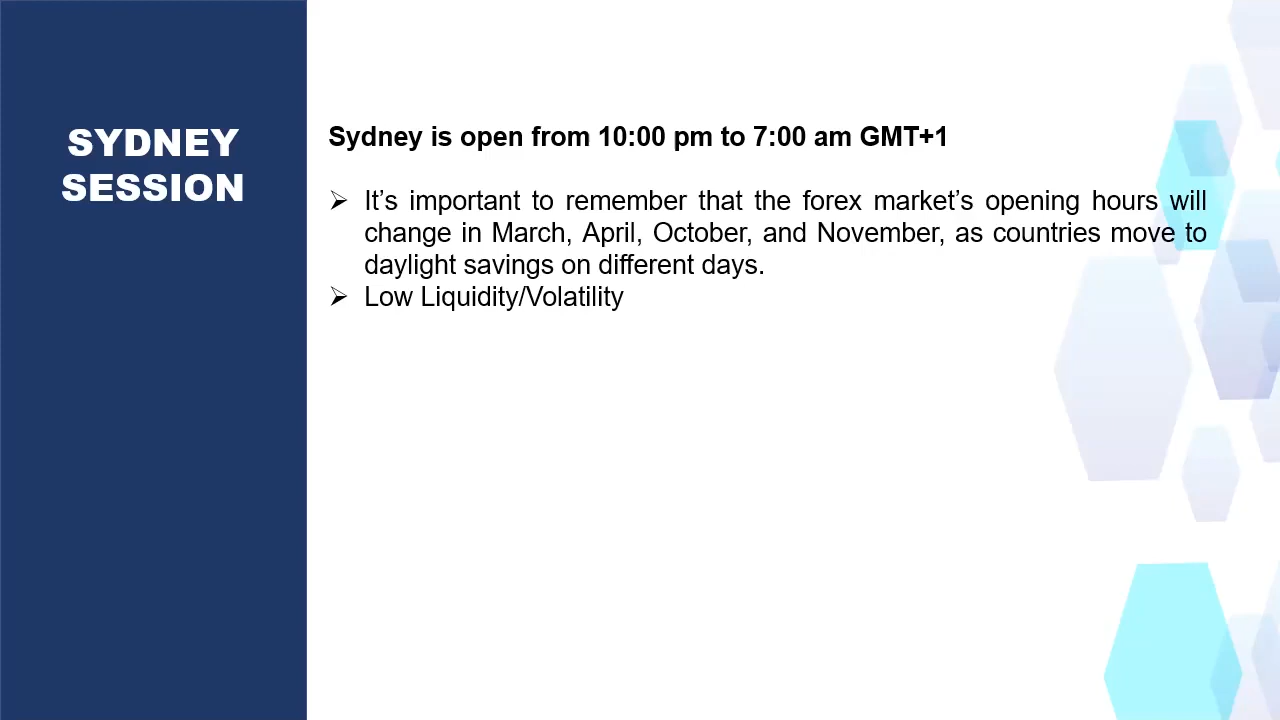 SYDNEY
SESSION
Sydney is open from 10:00 pm to 7:00 am GMT+1
➢ It’s important to remember that the forex market’s opening hours will
change in March, April, October, and November, as countries move to
daylight savings on different days.
➢ Low Liquidity/Volatility